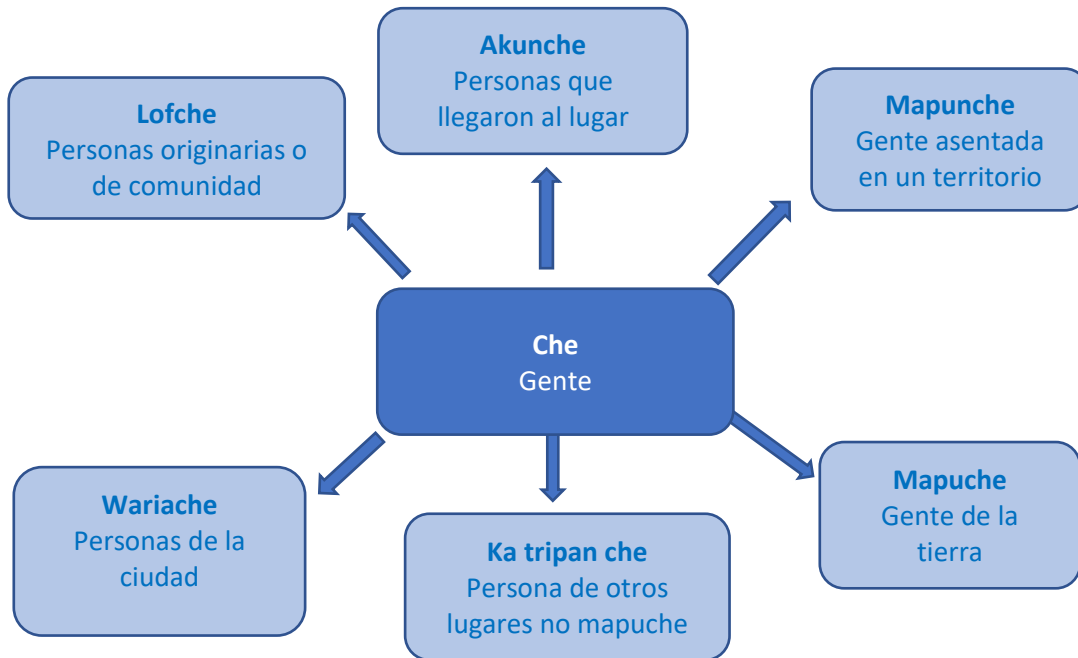 Akunche
Personas que
llegaron al lugar
Lofche
Personas originarias o
de comunidad
Mapunche
Gente asentada
en un territorio
Che
Gente
Wariache
Personas de la
ciudad
Ka tripan che
Persona de otros
lugares no mapuche
Mapuche
Gente de la
tierra